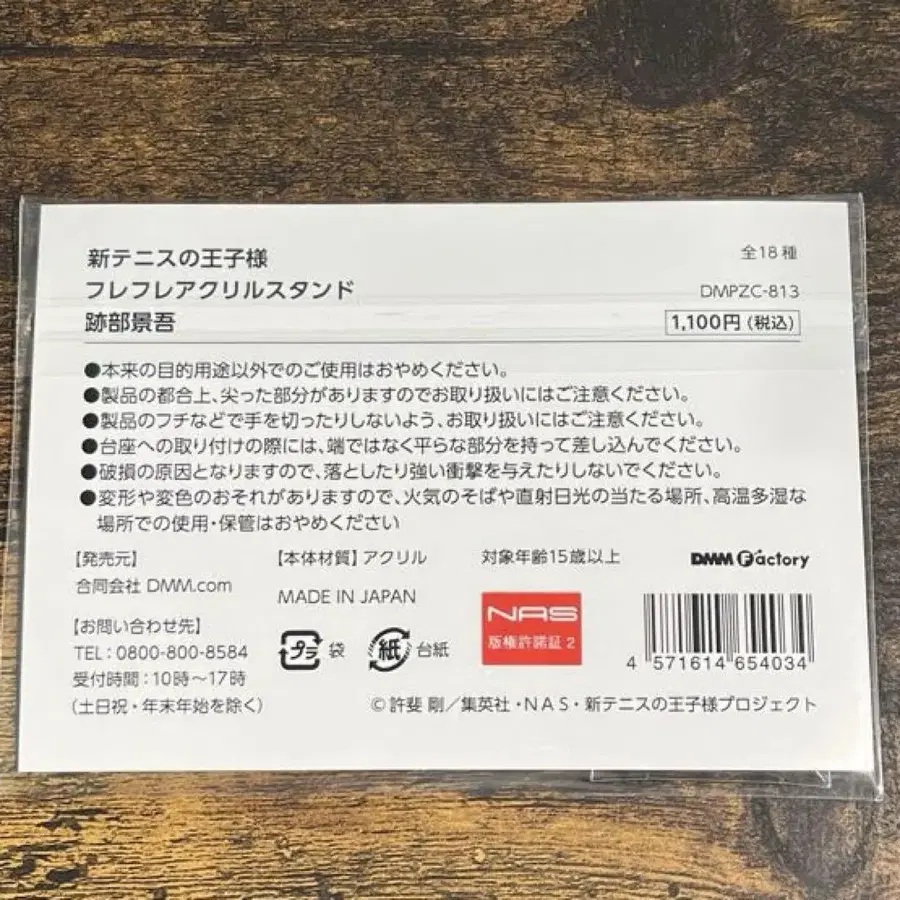 新テニスの王子様
全18種
フレフレアクリルスタンド
DMPZC-813
跡部景吾
1,100円(税込)
●本来の目的用途以外でのご使用はおやめください。
●製品の都合上、尖った部分がありますのでお取り扱いにはご注意ください。
●製品のフチなどで手を切ったりしないよう、お取り扱いにはご注意ください。
●台座への取り付けの際には、端ではなく平らな部分を持って差し込んでください。
●破損の原因となりますので、落としたり強い衝撃を与えたりしないでください。
●変形や変色のおそれがありますので、火気のそばや直射日光の当たる場所、高温多湿な
場所での使用・保管はおやめください
【発売元】
合同会社 DMM.com
【お問い合わせ先】
TEL:0800-800-8584
受付時間:10時~17時
(土日祝・年末年始を除く)
【本体材質】アクリル
MADE IN JAPAN
プラ 袋
紙 台紙
対象年齢15歳以上
NAS
版権許諾証2
DMM Factory
4 571614 654034
©許斐 剛/集英社・NAS・新テニスの王子様プロジェクト